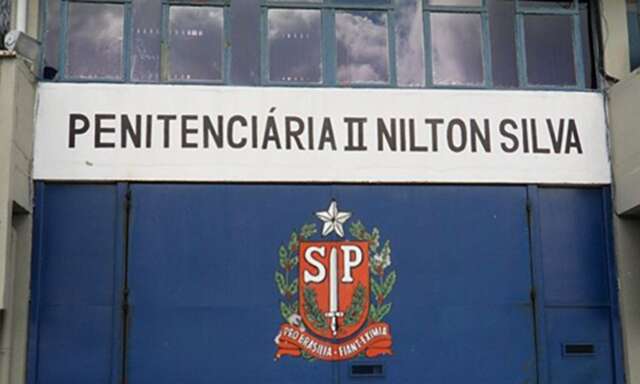 PENITENCIÁRIA II NILTON SILVA
SP
PRO BRASILIA FIANT EXIMIA